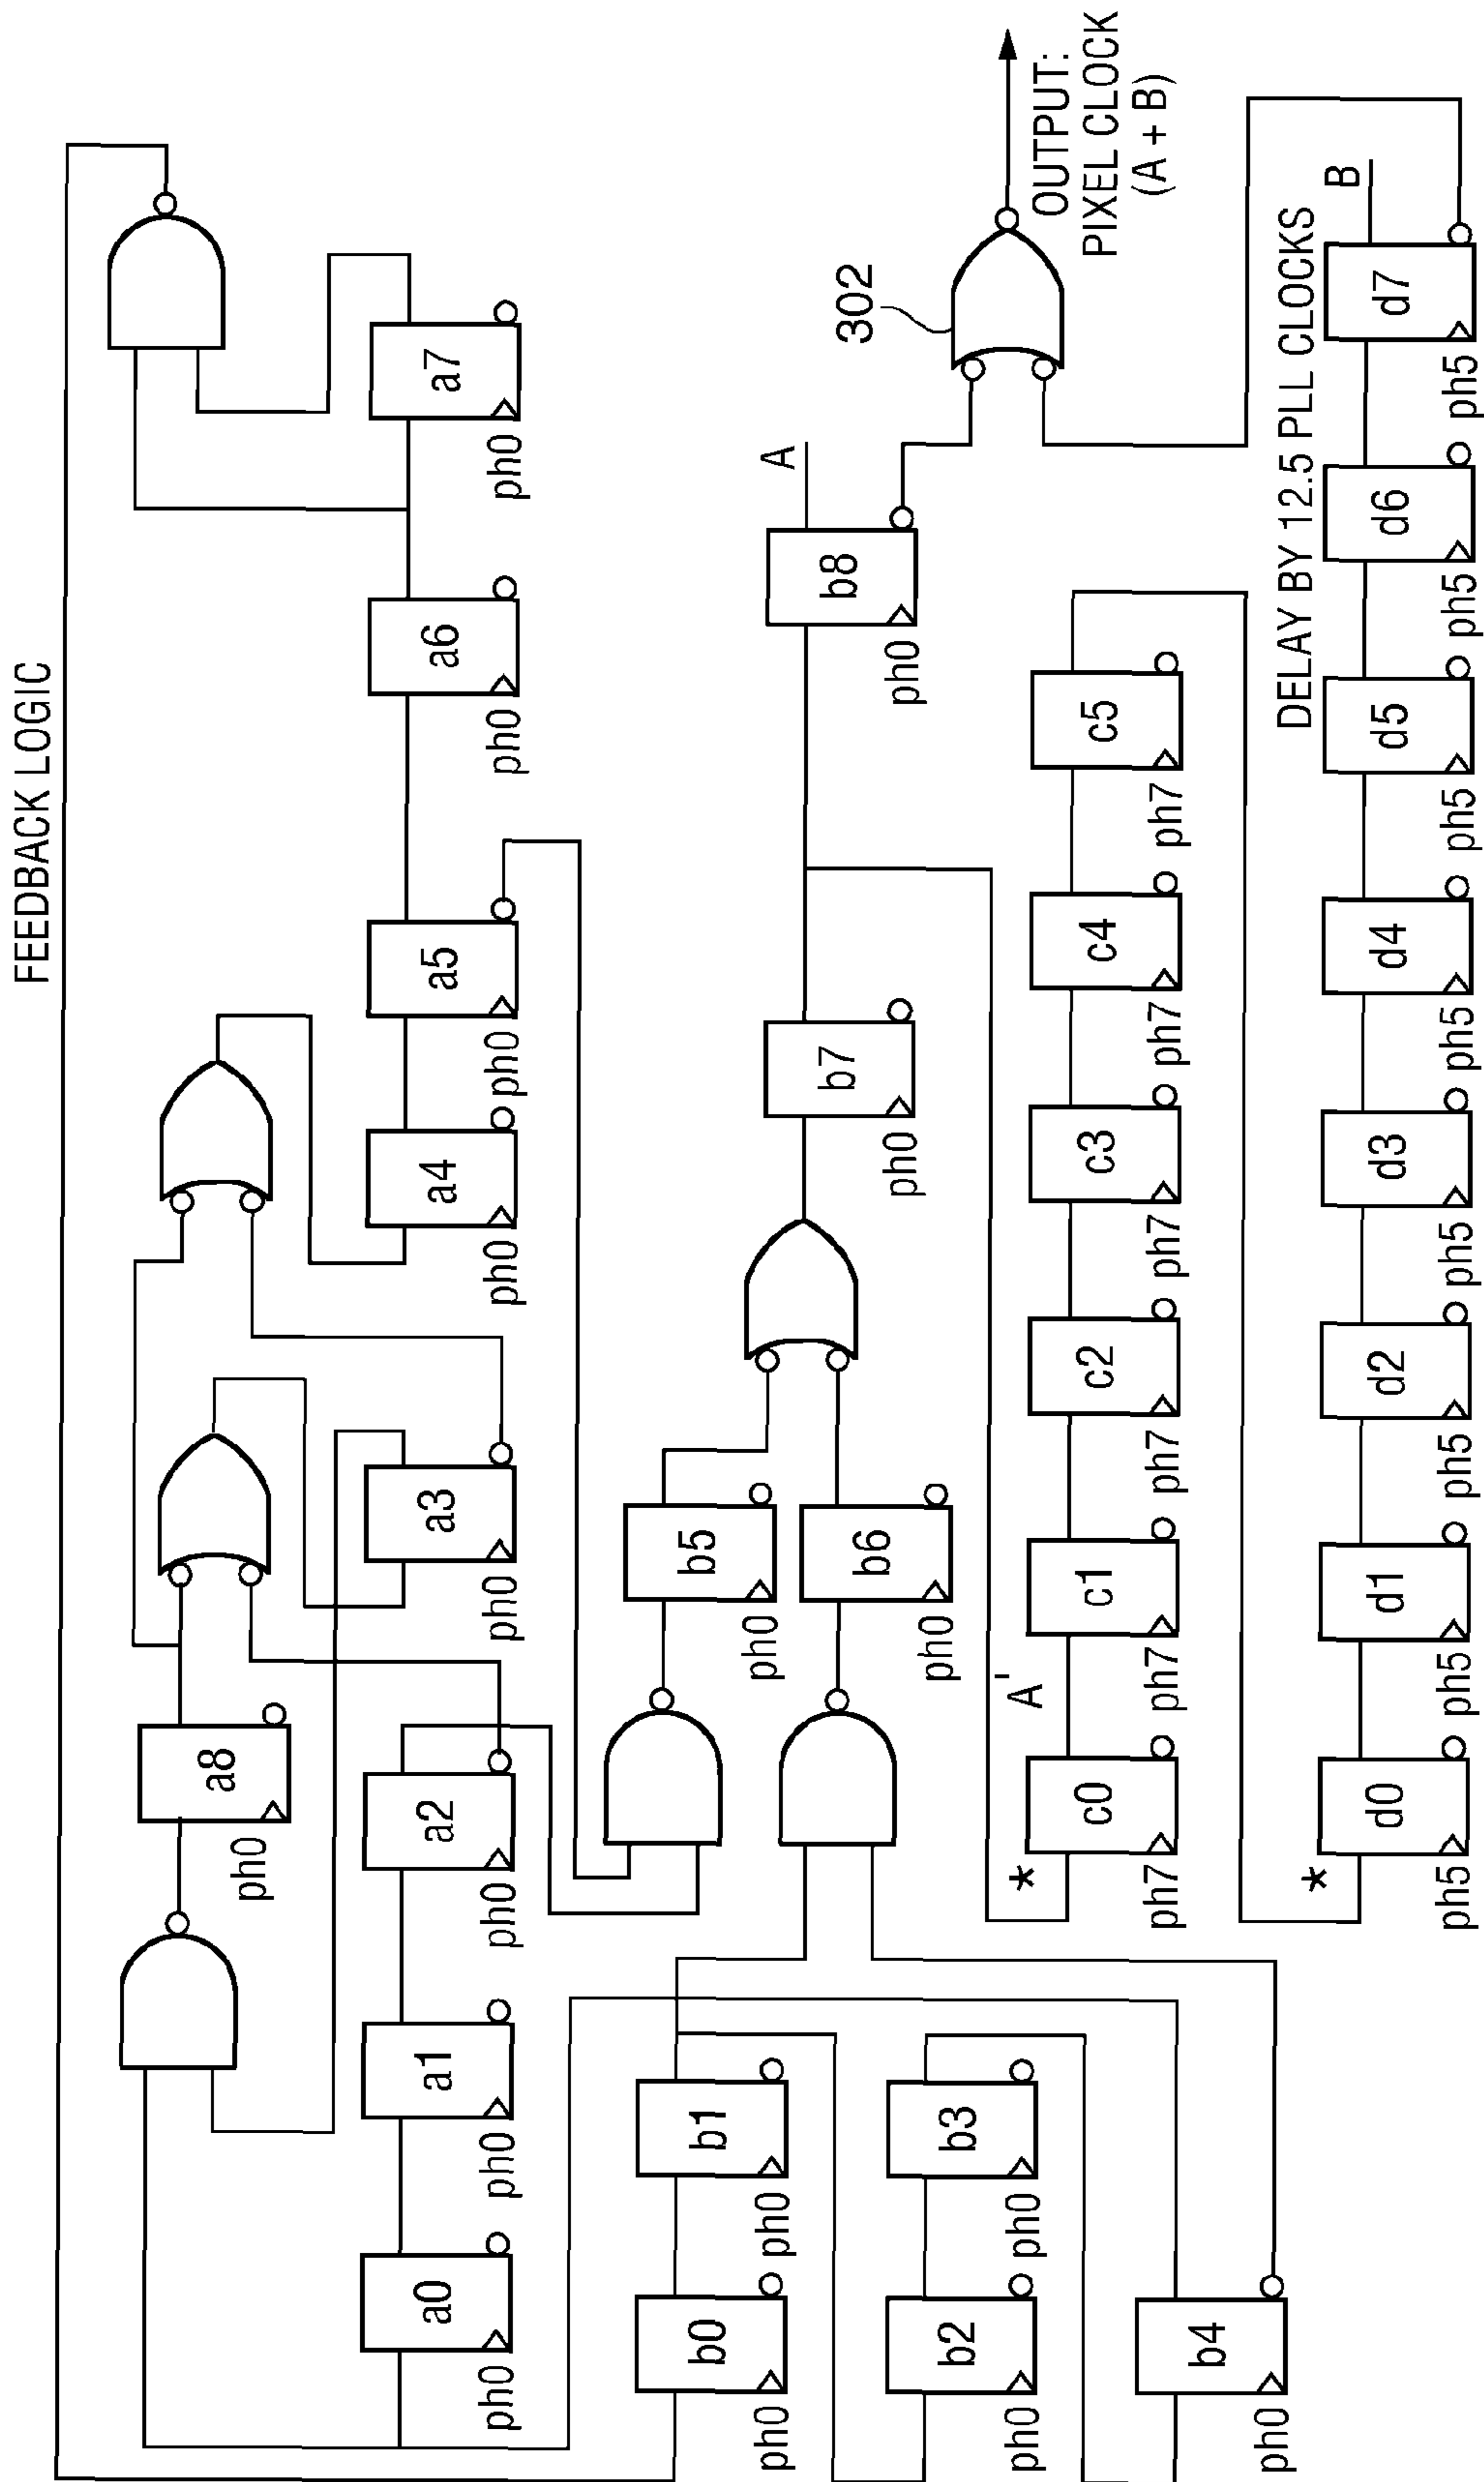 FEEDBACK LOGIC
a8
ph0
a0
ph0
a1
ph0
a2
ph0
a3
ph0
a4
ph0
a5
ph0
a6
ph0
a7
ph0
b0
ph0
b1
ph0
b2
ph0
b3
ph0
b4
ph0
b5
ph0
b6
ph0
b7
ph0
b8
ph0
A
302
OUTPUT:
PIXEL CLOCK
(A + B)
*
A'
c0
ph7
c1
ph7
c2
ph7
c3
ph7
c4
ph7
c5
ph7
DELAY BY 12.5 PLL CLOCKS
*
d0
ph5
d1
ph5
d2
ph5
d3
ph5
d4
ph5
d5
ph5
d6
ph5
d7
ph5
B